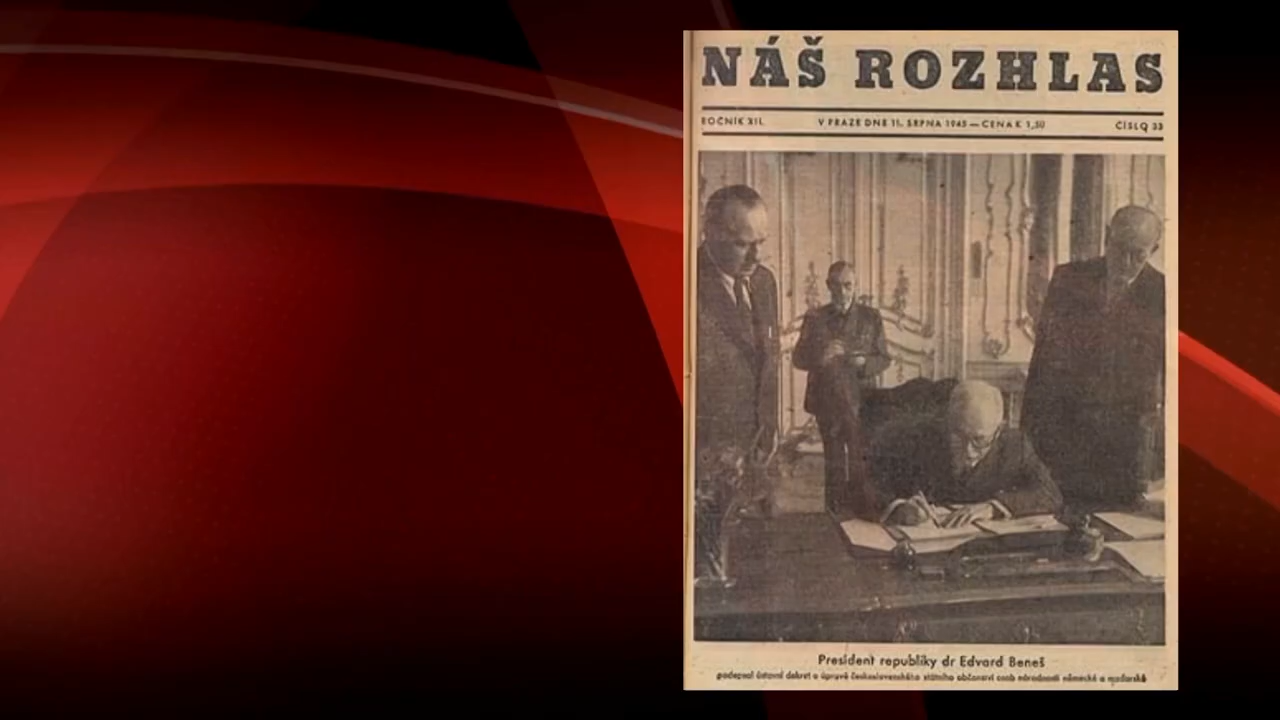 NÁŠ ROZHLAS
ROČNÍK XII. V PRAZE DNE 11. SRPNA 1945 — CENA K 1,50 ČÍSLO 33
President republiky dr Edvard Beneš
podepsal ústavní dekret o úpravě československého státního občanství osob národnosti německé a maďarské